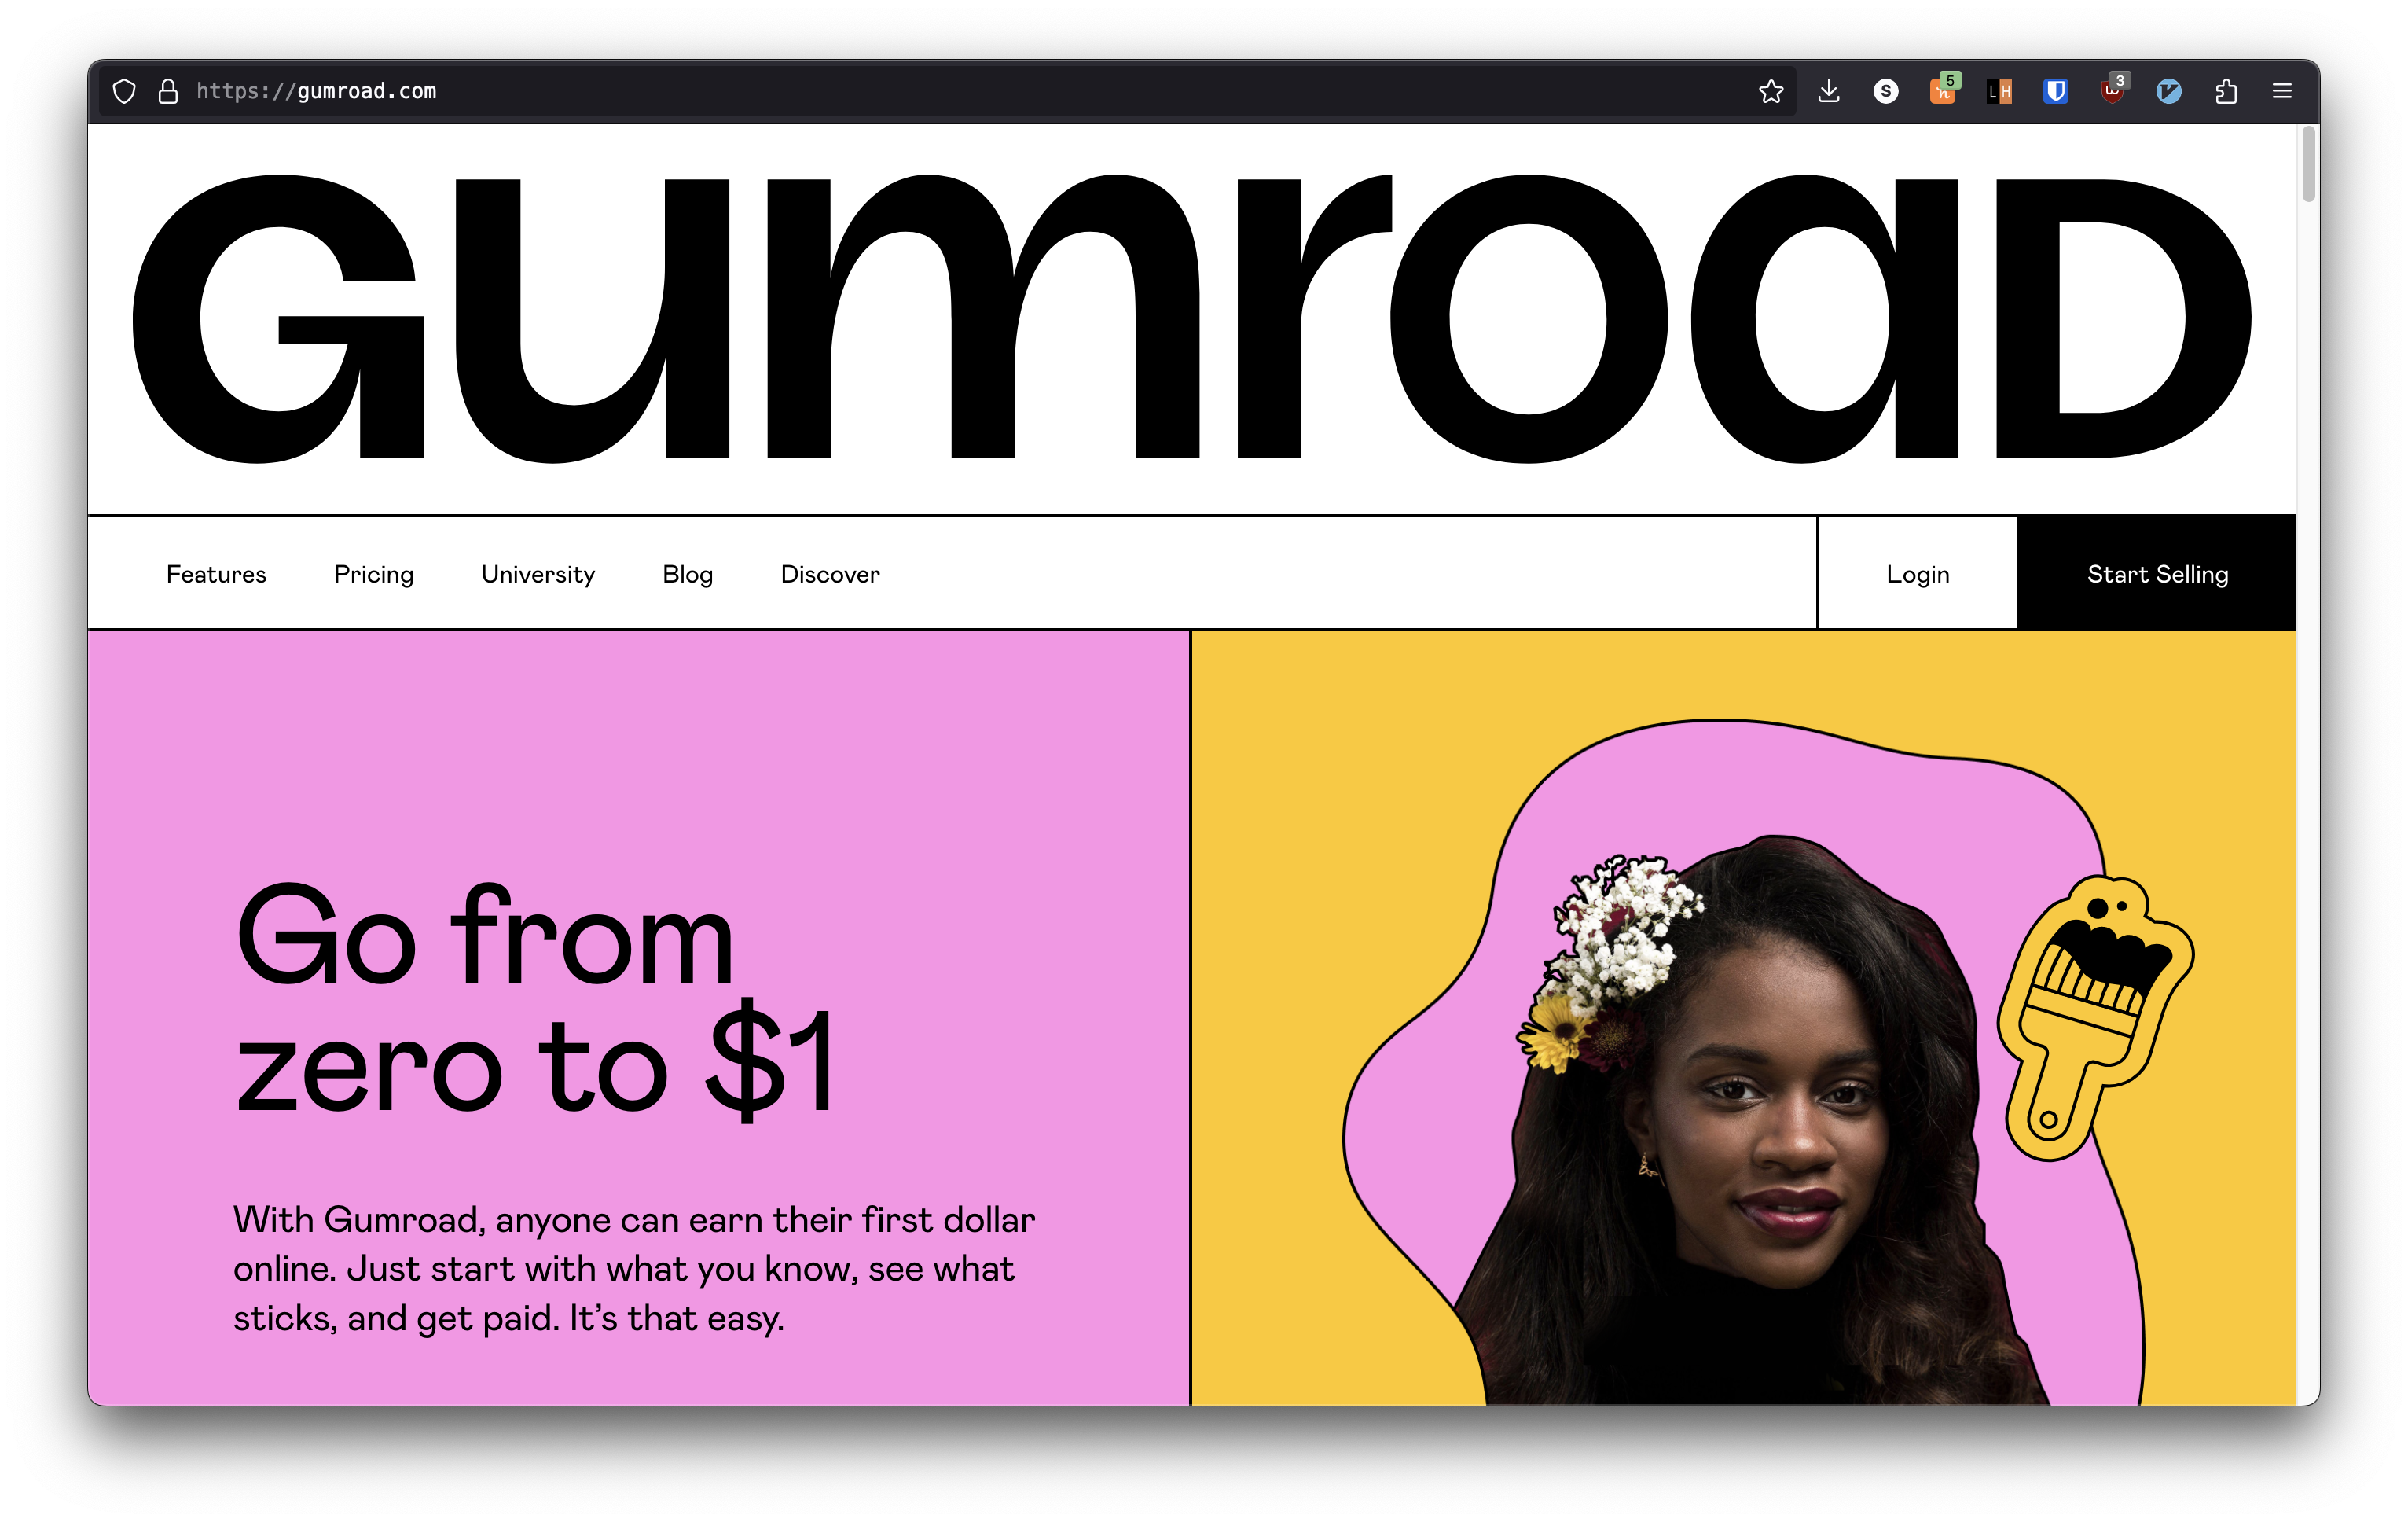 https://gumroad.com
S
5
LH
3
Gumroad
Features Pricing University Blog Discover Login Start Selling
Go from
zero to $1
With Gumroad, anyone can earn their first dollar
online. Just start with what you know, see what
sticks, and get paid. It’s that easy.